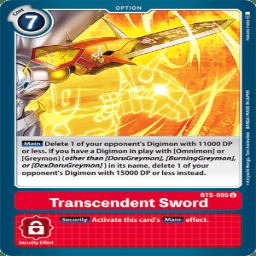 OPTION
COST
7
Main Delete 1 of your opponent's Digimon with 11000 DP
or less. If you have a Digimon in play with [Omnimon] or
[Greymon] (other than [DoruGreymon], [BurningGreymon],
or [DexDoruGreymon]) in its name, delete 1 of your
opponent's Digimon with 15000 DP or less instead.
BT5-095 U
Transcendent Sword
Security Activate this card's Main effect.
Security Effect